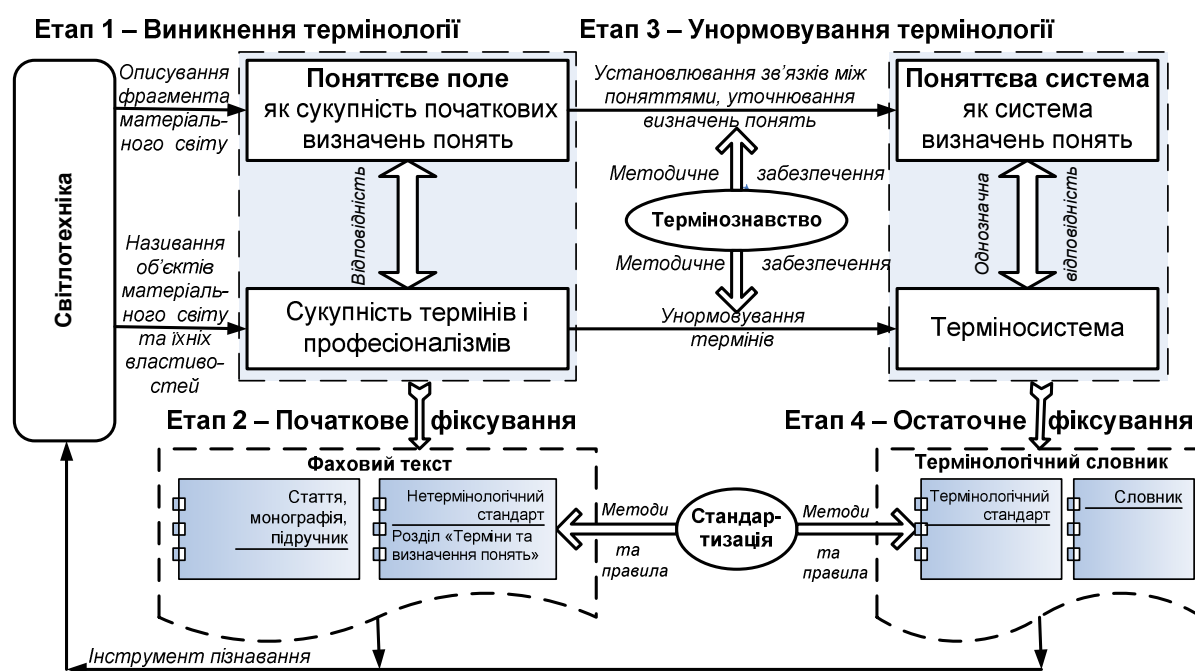 Етап 1 – Виникнення термінології
Етап 3 – Унормовування термінології
Світлотехніка
Описування
фрагмента
матеріаль-
ного світу
Поняттєве поле
як сукупність початкових
визначень понять
Установлювання зв’язків між
поняттями, уточнювання
визначень понять
Поняттєва система
як система
визначень понять
Відповідність
Методичне забезпечення
Термінознавство
Методичне забезпечення
Однозначна
відповідність
Називання
об’єктів
матеріаль-
ного світу
та їхніх
властиво-
стей
Сукупність термінів і
професіоналізмів
Унормовування
термінів
Терміносистема
Етап 2 – Початкове фіксування
Етап 4 – Остаточне фіксування
Фаховий текст
Стаття,
монографія,
підручник
Нетермінологічний
стандарт
Розділ «Терміни та
визначення понять»
Методи
та
правила
Стандар-
тизація
Методи
та
правила
Термінологічний словник
Термінологічний
стандарт
Словник
Інструмент пізнавання